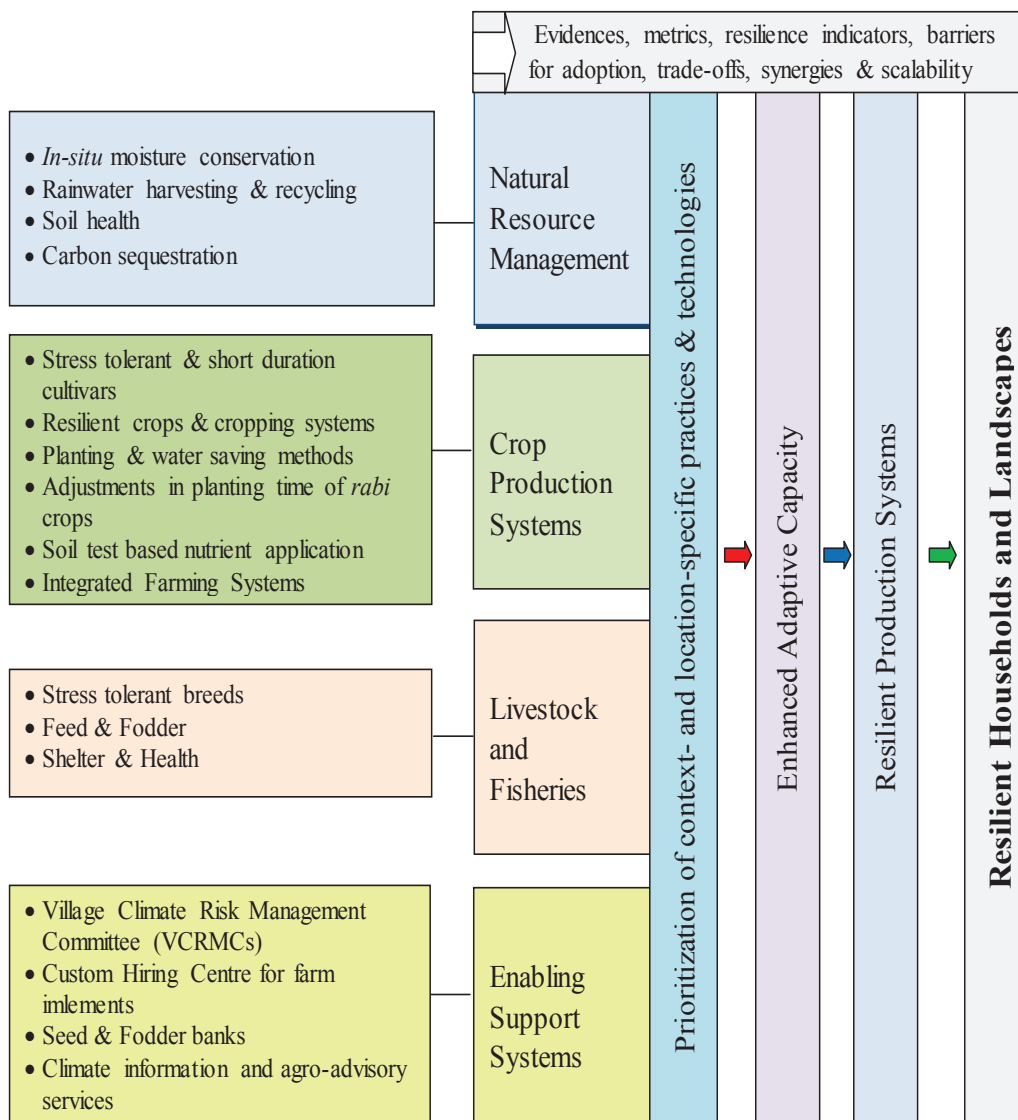 Evidences, metrics, resilience indicators, barriers
for adoption, trade-offs, synergies & scalability
• In-situ moisture conservation
• Rainwater harvesting & recycling
• Soil health
• Carbon sequestration
Natural
Resource
Management
• Stress tolerant & short duration
cultivars
• Resilient crops & cropping systems
• Planting & water saving methods
• Adjustments in planting time of rabi
crops
• Soil test based nutrient application
• Integrated Farming Systems
Crop
Production
Systems
• Stress tolerant breeds
• Feed & Fodder
• Shelter & Health
Livestock
and
Fisheries
• Village Climate Risk Management
Committee (VCRMCs)
• Custom Hiring Centre for farm
imlements
• Seed & Fodder banks
• Climate information and agro-advisory
services
Enabling
Support
Systems
Prioritization of context- and location-specific practices & technologies
Enhanced Adaptive Capacity
Resilient Production Systems
Resilient Households and Landscapes